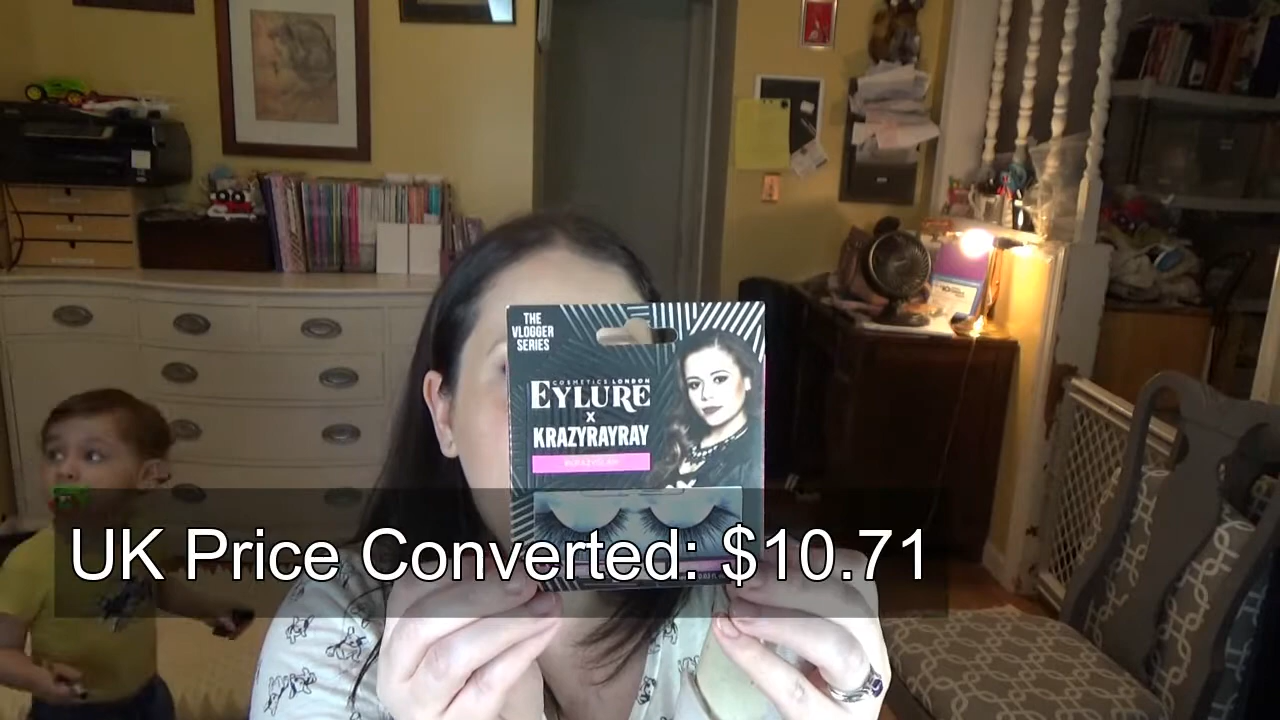 THE
VLOGGER
SERIES
COSMETICS LONDON
EYLURE
X
KRAZYRAYRAY
UK Price Converted: $10.71